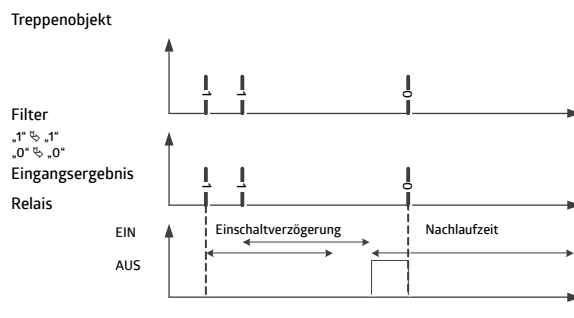 Treppenobjekt
1 1 0
Filter
„1“ ⇨ „1“
„0“ ⇨ „0“
Eingangsergebnis
1 1 0
Relais
EIN Einschaltverzögerung Nachlaufzeit
AUS